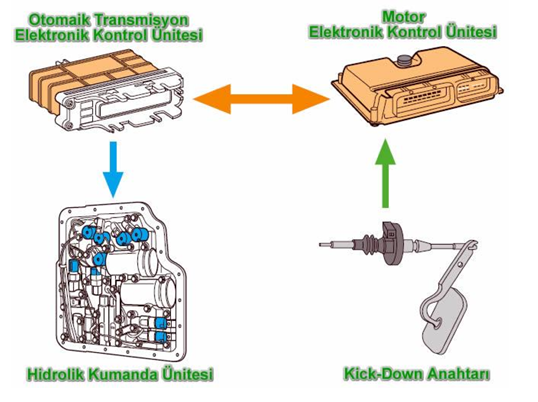 Otomaik Transmisyon
Elektronik Kontrol Ünitesi
Motor
Elektronik Kontrol Ünitesi
Hidrolik Kumanda Ünitesi
Kick-Down Anahtarı